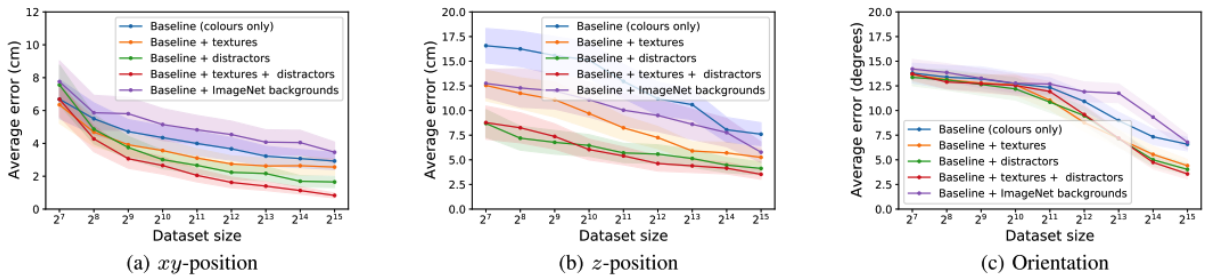 12
10
8
6
4
2
0
Average error (cm)
Baseline (colours only)
Baseline + textures
Baseline + distractors
Baseline + textures + distractors
Baseline + ImageNet backgrounds
2^7 2^8 2^9 2^10 2^11 2^12 2^13 2^14 2^15
Dataset size
(a) xy-position
20.0
17.5
15.0
12.5
10.0
7.5
5.0
2.5
0.0
Average error (cm)
Baseline (colours only)
Baseline + textures
Baseline + distractors
Baseline + textures + distractors
Baseline + ImageNet backgrounds
2^7 2^8 2^9 2^10 2^11 2^12 2^13 2^14 2^15
Dataset size
(b) z-position
20.0
17.5
15.0
12.5
10.0
7.5
5.0
2.5
0.0
Average error (degrees)
Baseline (colours only)
Baseline + textures
Baseline + distractors
Baseline + textures + distractors
Baseline + ImageNet backgrounds
2^7 2^8 2^9 2^10 2^11 2^12 2^13 2^14 2^15
Dataset size
(c) Orientation